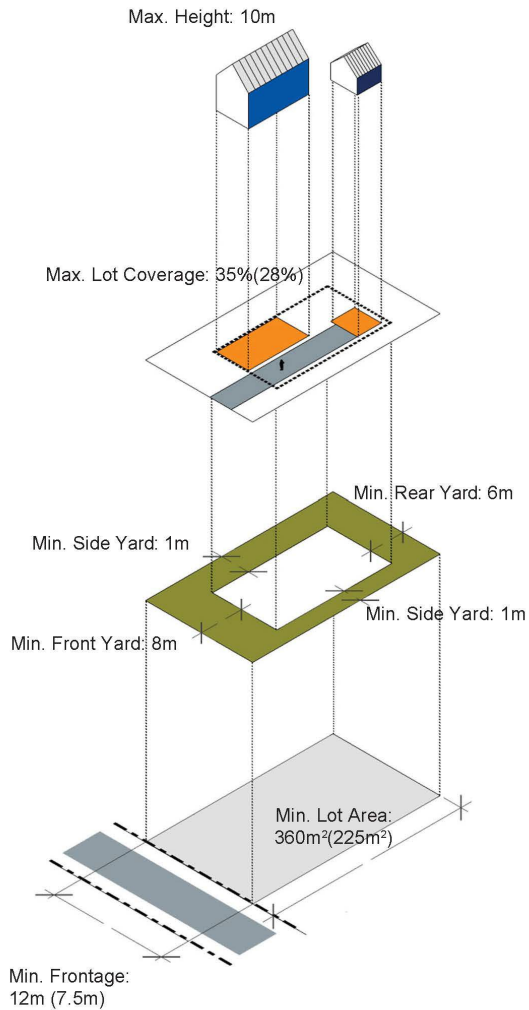 Max. Height: 10m
Max. Lot Coverage: 35%(28%)
Min. Rear Yard: 6m
Min. Side Yard: 1m
Min. Side Yard: 1m
Min. Front Yard: 8m
Min. Lot Area:
360m²(225m²)
Min. Frontage:
12m (7.5m)